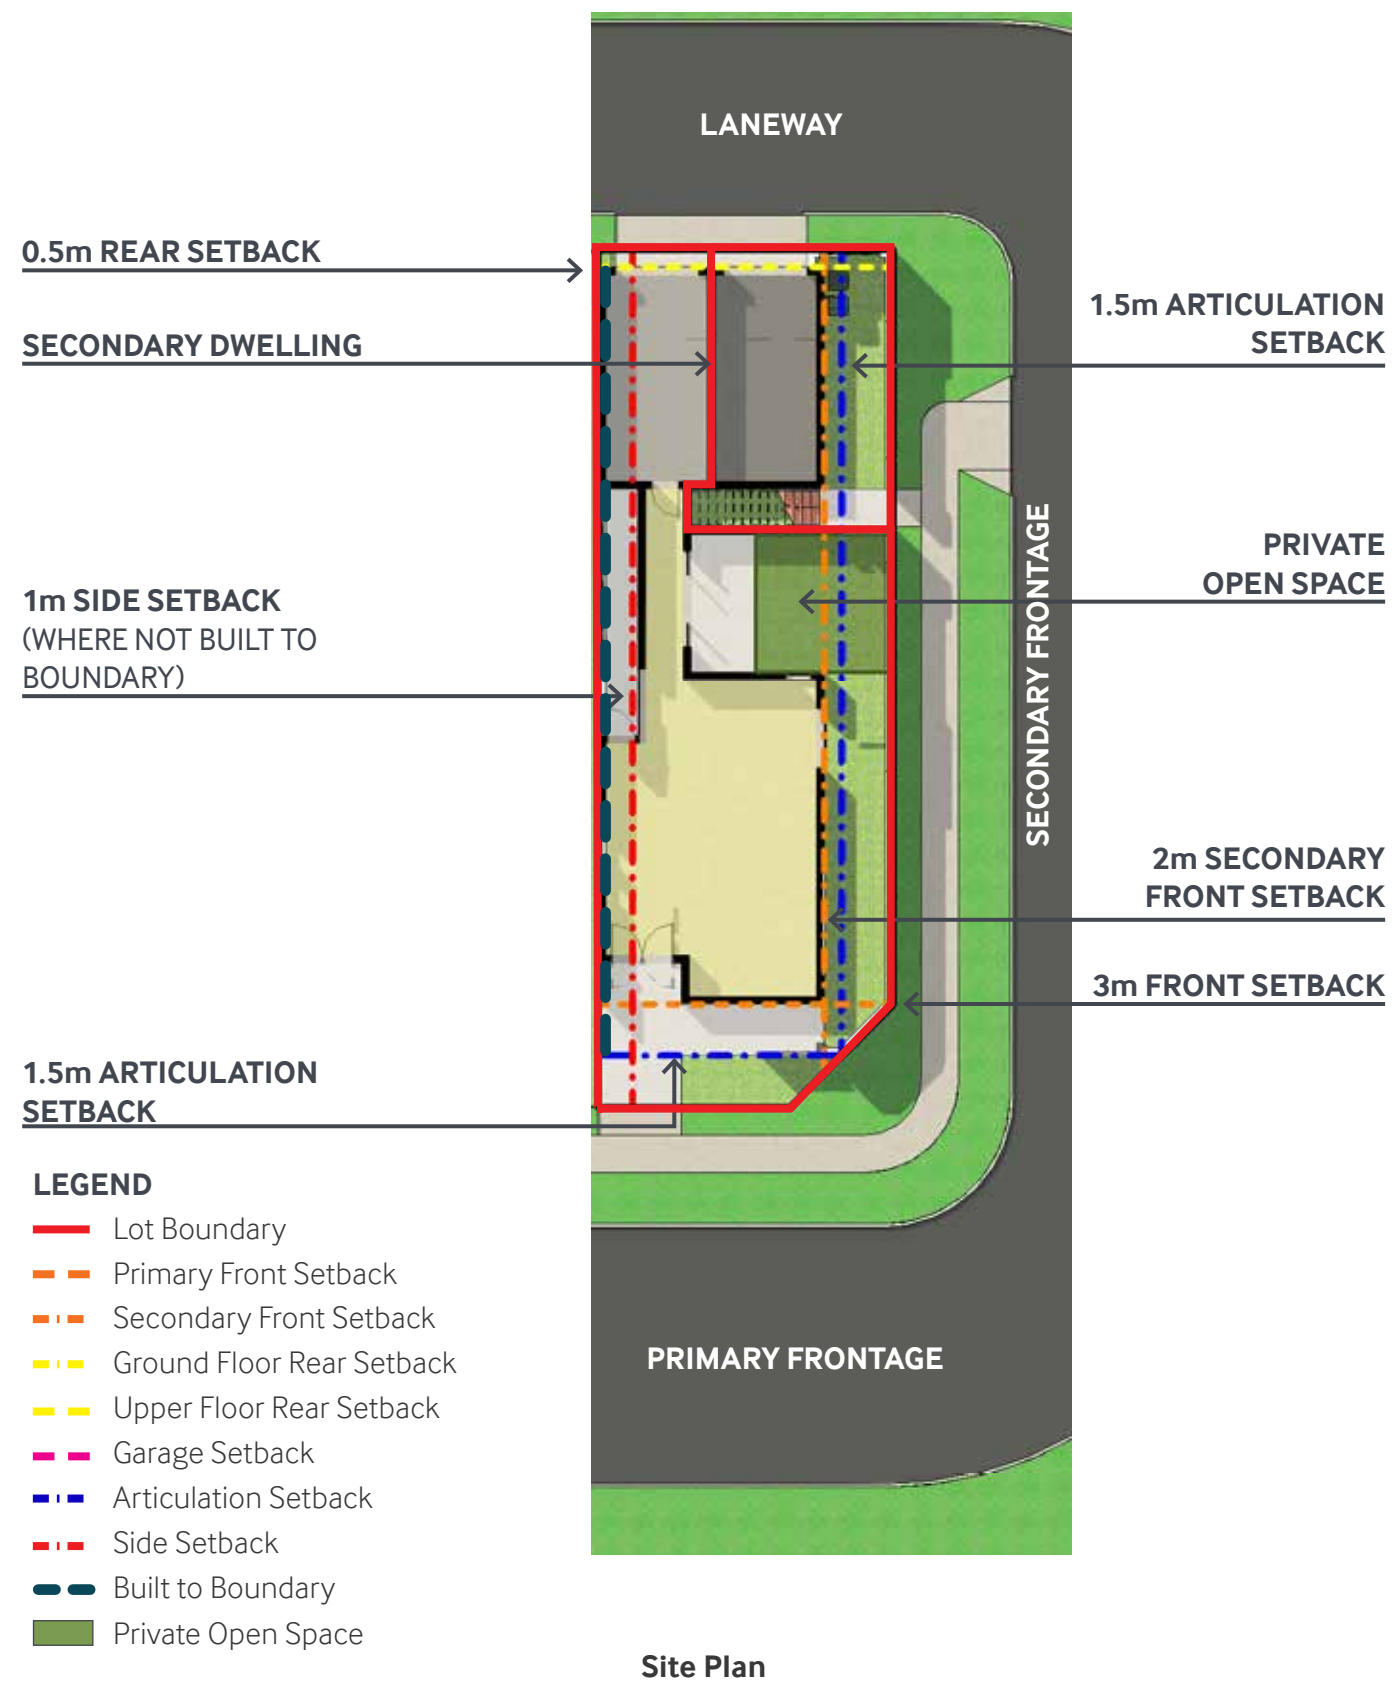 LANEWAY
0.5m REAR SETBACK
1.5m ARTICULATION
SETBACK
SECONDARY DWELLING
PRIVATE
OPEN SPACE
SECONDARY FRONTAGE
1m SIDE SETBACK
(WHERE NOT BUILT TO
BOUNDARY)
2m SECONDARY
FRONT SETBACK
3m FRONT SETBACK
1.5m ARTICULATION
SETBACK
LEGEND
Lot Boundary
Primary Front Setback
Secondary Front Setback
Ground Floor Rear Setback
Upper Floor Rear Setback
Garage Setback
Articulation Setback
Side Setback
Built to Boundary
Private Open Space
PRIMARY FRONTAGE
Site Plan